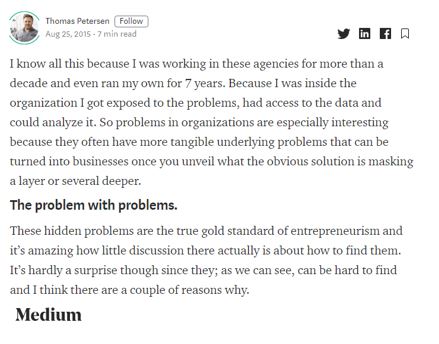 Thomas Petersen Follow
Aug 25, 2015 · 7 min read
I know all this because I was working in these agencies for more than a
decade and even ran my own for 7 years. Because I was inside the
organization I got exposed to the problems, had access to the data and
could analyze it. So problems in organizations are especially interesting
because they often have more tangible underlying problems that can be
turned into businesses once you unveil what the obvious solution is masking
a layer or several deeper.
The problem with problems.
These hidden problems are the true gold standard of entrepreneurism and
it's amazing how little discussion there actually is about how to find them.
It's hardly a surprise though since they; as we can see, can be hard to find
and I think there are a couple of reasons why.
Medium